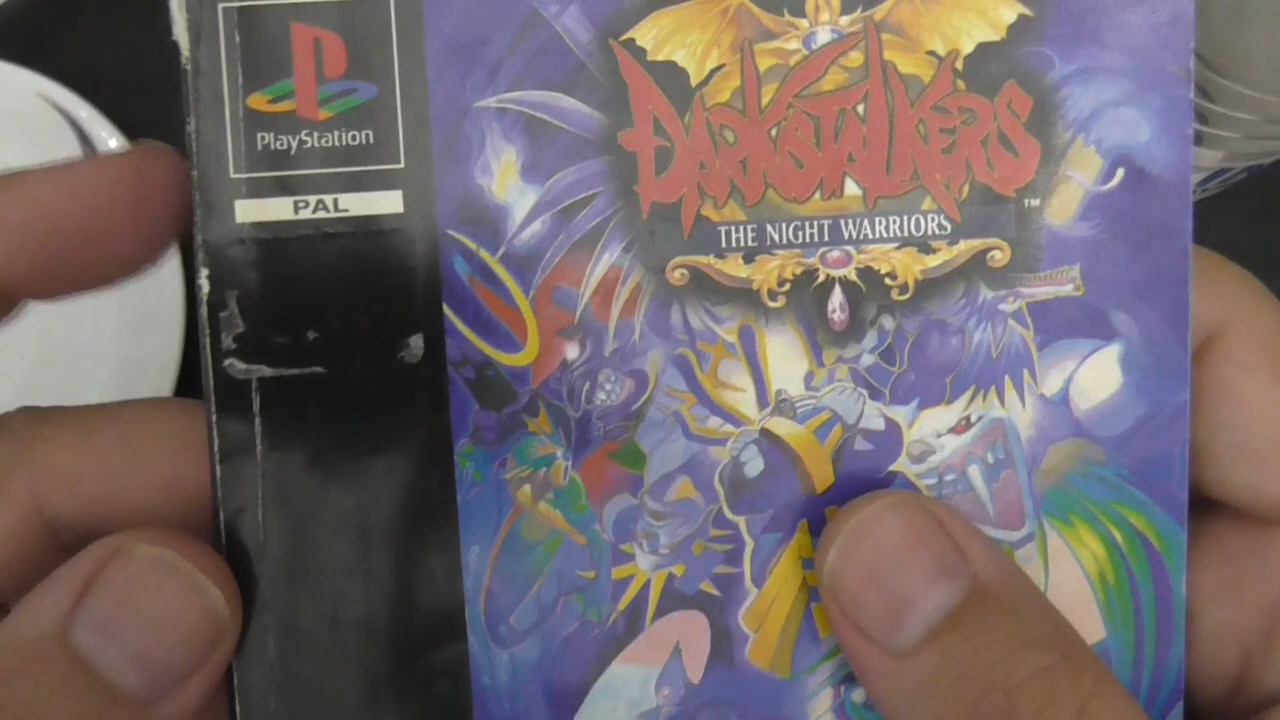 PlayStation
PAL
DARKSTALKERS
™
THE NIGHT WARRIORS